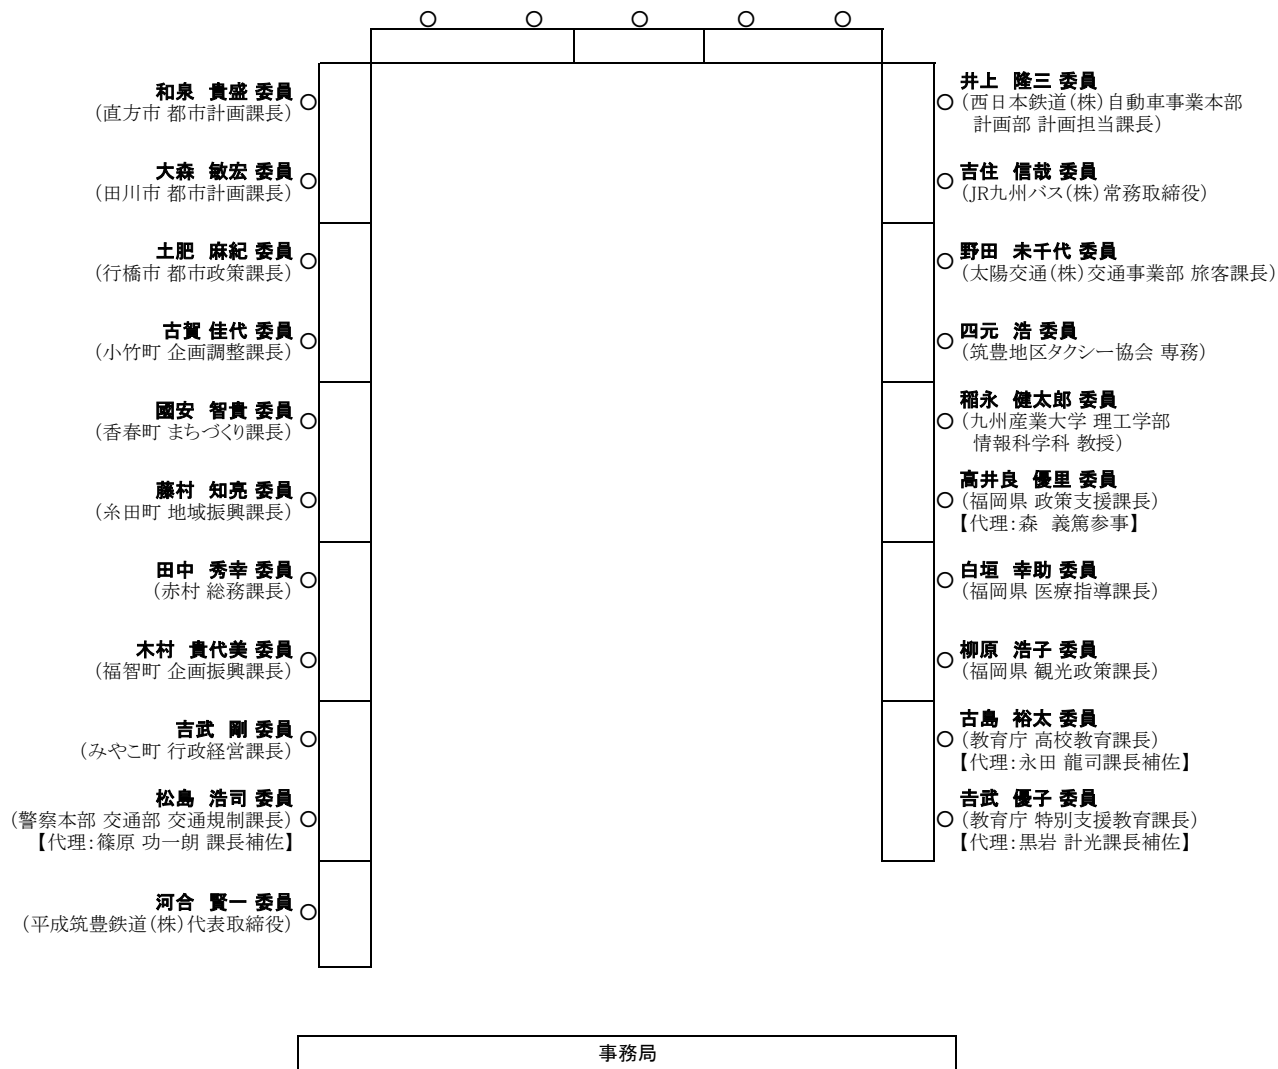 和泉 貴盛 委員
(直方市 都市計画課長)
大森 敏宏 委員
(田川市 都市計画課長)
土肥 麻紀 委員
(行橋市 都市政策課長)
古賀 佳代 委員
(小竹町 企画調整課長)
國安 智貴 委員
(香春町 まちづくり課長)
藤村 知亮 委員
(糸田町 地域振興課長)
田中 秀幸 委員
(赤村 総務課長)
木村 貴代美 委員
(福智町 企画振興課長)
吉武 剛 委員
(みやこ町 行政経営課長)
松島 浩司 委員
(警察本部 交通部 交通規制課長)
【代理:篠原 功一朗 課長補佐】
河合 賢一 委員
(平成筑豊鉄道(株)代表取締役)
井上 隆三 委員
(西日本鉄道(株)自動車事業本部
計画部 計画担当課長)
吉住 信哉 委員
(JR九州バス(株)常務取締役)
野田 未千代 委員
(太陽交通(株)交通事業部 旅客課長)
四元 浩 委員
(筑豊地区タクシー協会 専務)
稲永 健太郎 委員
(九州産業大学 理工学部
情報科学科 教授)
高井良 優里 委員
(福岡県 政策支援課長)
【代理:森 義篤参事】
白垣 幸助 委員
(福岡県 医療指導課長)
柳原 浩子 委員
(福岡県 観光政策課長)
古島 裕太 委員
(教育庁 高校教育課長)
【代理:永田 龍司課長補佐】
𠮷武 優子 委員
(教育庁 特別支援教育課長)
【代理:黒岩 計光課長補佐】
事務局